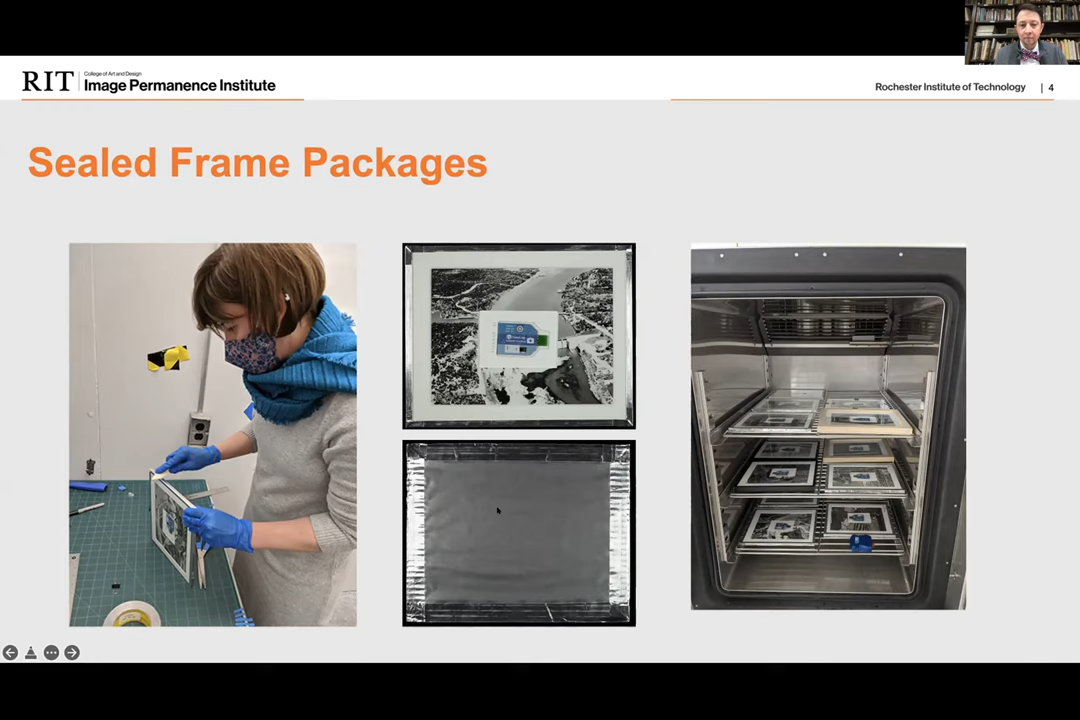 RIT
College of Art and Design
Image Permanence Institute
Rochester Institute of Technology | 4
Sealed Frame Packages